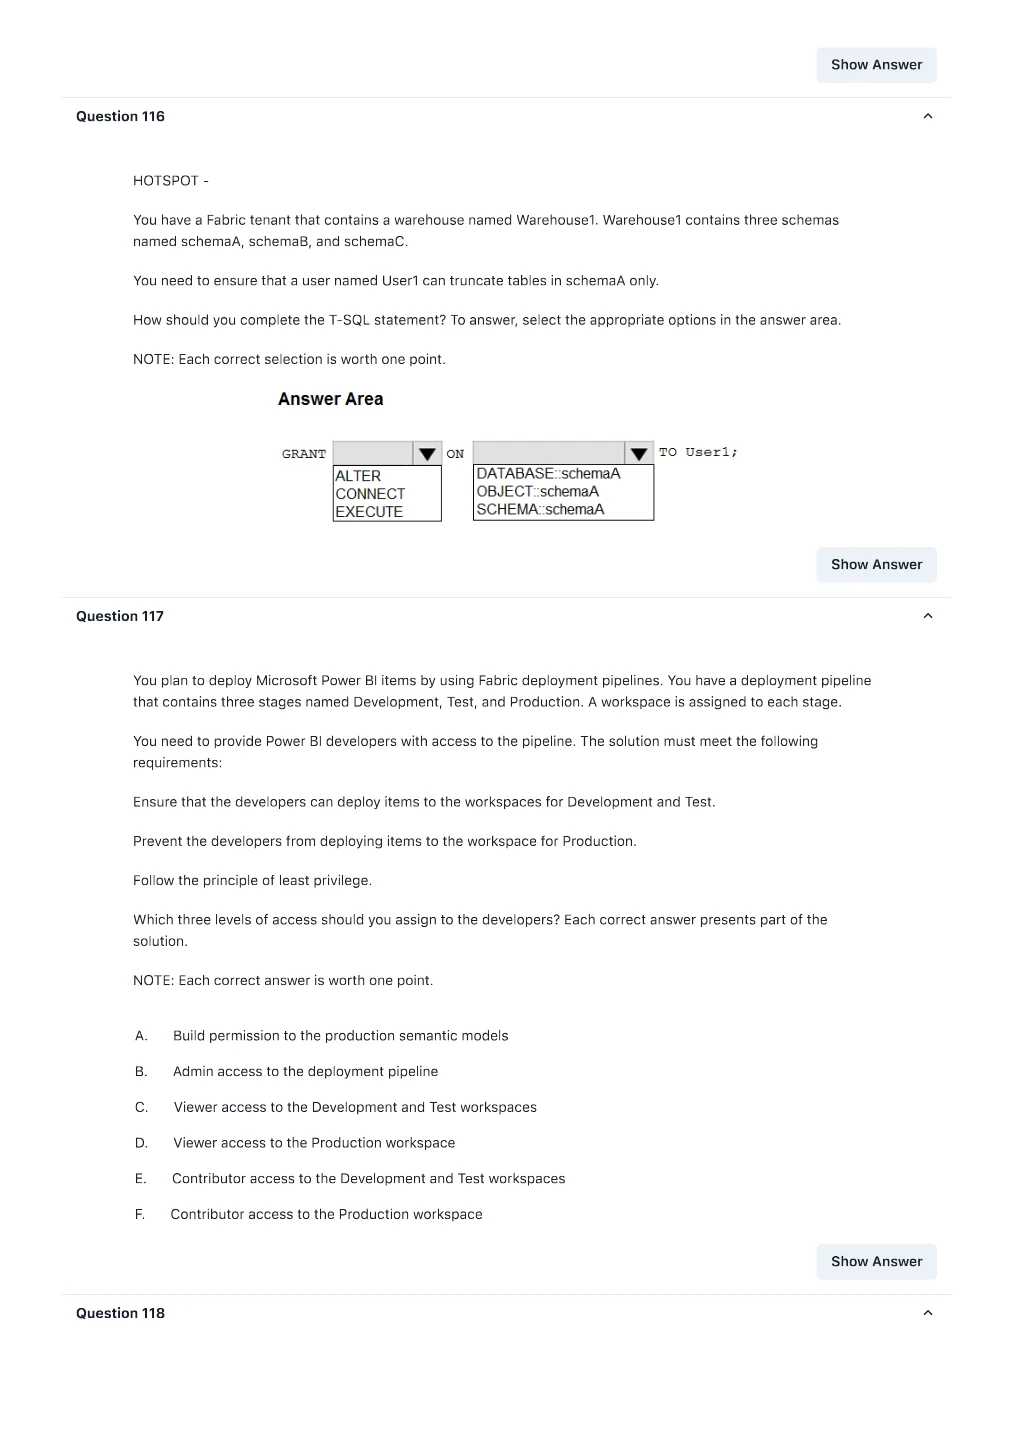 Show Answer
Question 116
HOTSPOT -
You have a Fabric tenant that contains a warehouse named Warehouse1. Warehouse1 contains three schemas
named schemaA, schemaB, and schemaC.
You need to ensure that a user named User1 can truncate tables in schemaA only.
How should you complete the T-SQL statement? To answer, select the appropriate options in the answer area.
NOTE: Each correct selection is worth one point.
Answer Area
GRANT ON TO User1;
ALTER
CONNECT
EXECUTE
DATABASE::schemaA
OBJECT::schemaA
SCHEMA::schemaA
Show Answer
Question 117
You plan to deploy Microsoft Power BI items by using Fabric deployment pipelines. You have a deployment pipeline
that contains three stages named Development, Test, and Production. A workspace is assigned to each stage.
You need to provide Power BI developers with access to the pipeline. The solution must meet the following
requirements:
Ensure that the developers can deploy items to the workspaces for Development and Test.
Prevent the developers from deploying items to the workspace for Production.
Follow the principle of least privilege.
Which three levels of access should you assign to the developers? Each correct answer presents part of the
solution.
NOTE: Each correct answer is worth one point.
A. Build permission to the production semantic models
B. Admin access to the deployment pipeline
C. Viewer access to the Development and Test workspaces
D. Viewer access to the Production workspace
E. Contributor access to the Development and Test workspaces
F. Contributor access to the Production workspace
Show Answer
Question 118